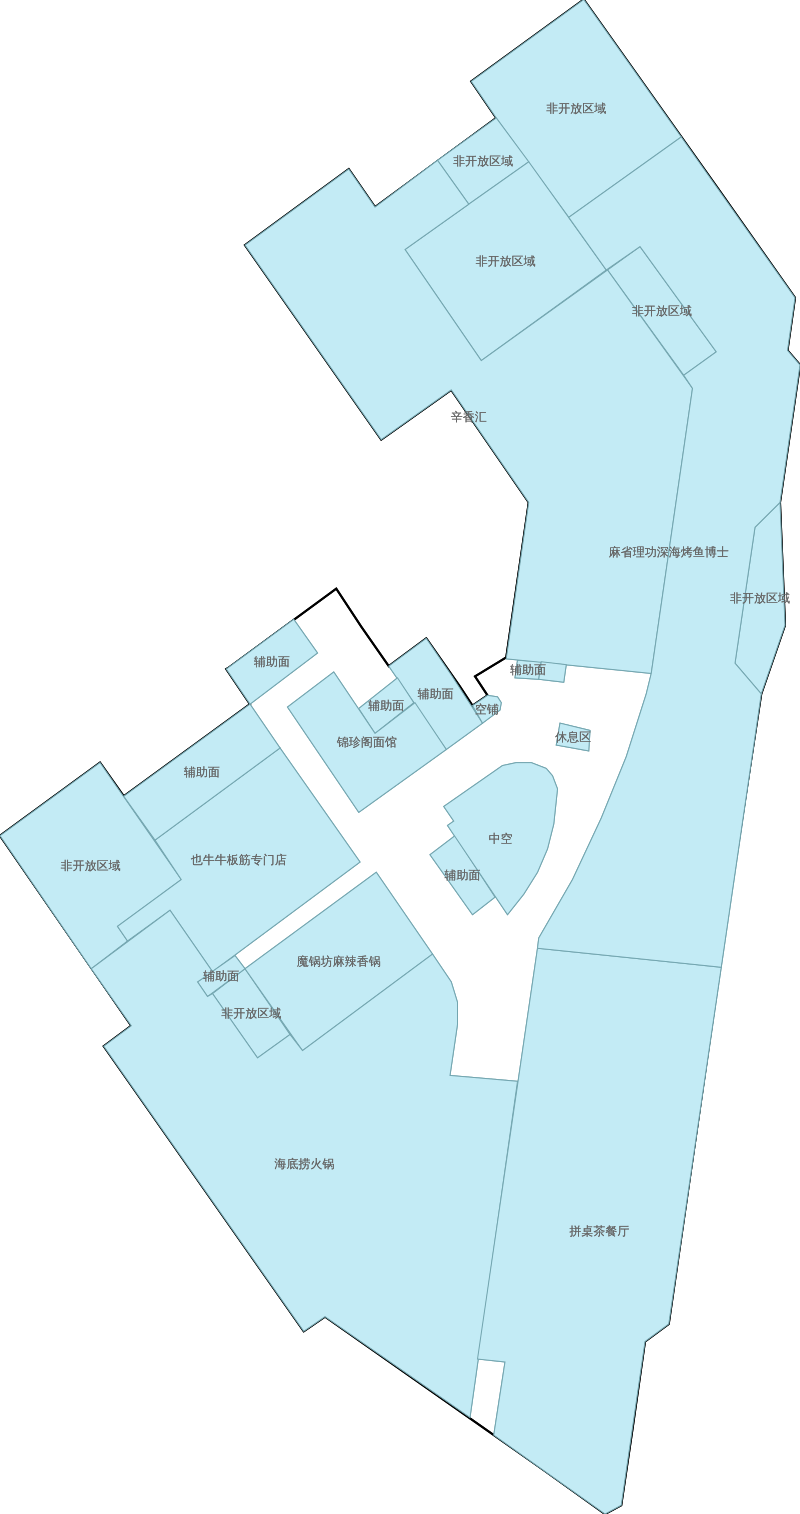 非开放区域
非开放区域
非开放区域
非开放区域
辛香汇
麻省理功深海烤鱼博士
非开放区域
辅助面
辅助面
辅助面
辅助面
空铺
锦珍阁面馆
休息区
辅助面
中空
也牛牛板筋专门店
非开放区域
辅助面
魔锅坊麻辣香锅
辅助面
非开放区域
海底捞火锅
拼桌茶餐厅